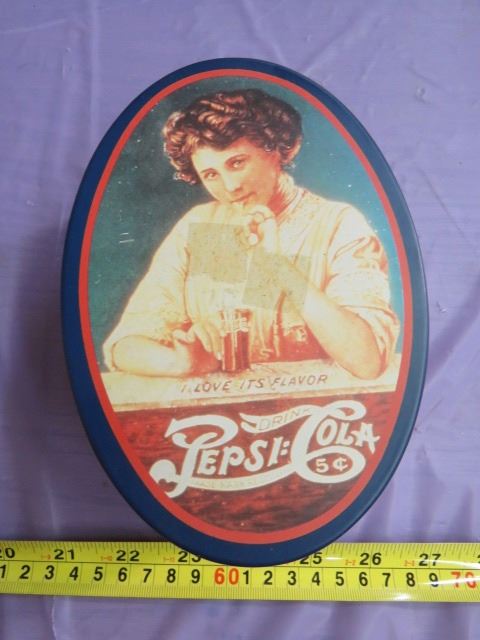 I LOVE ITS FLAVOR
DRINK
PEPSI:COLA
5¢
20 21 22 23 25 26 27
1 2 3 4 5 6 7 8 9 60 1 2 3 4 5 6 7 8 9 70